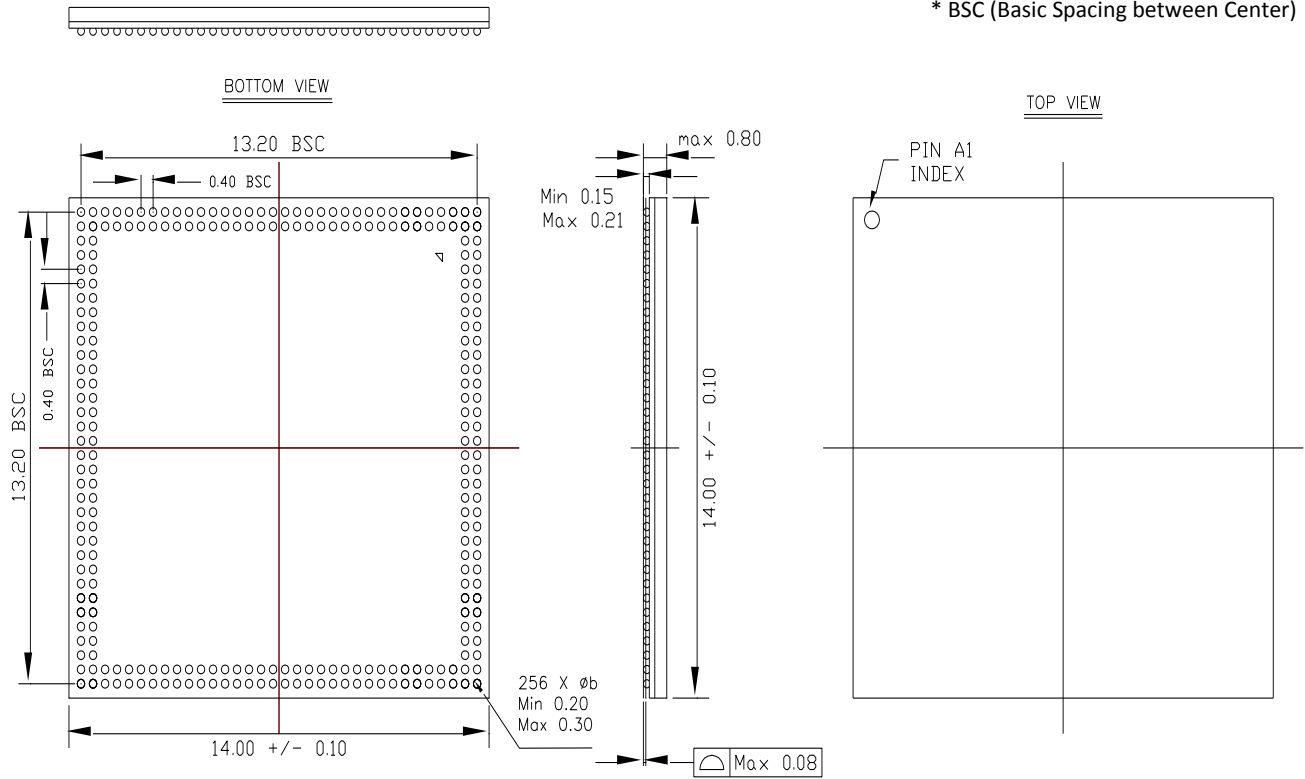 * BSC (Basic Spacing between Center)
BOTTOM VIEW
TOP VIEW
13.20 BSC
max 0.80
PIN A1
INDEX
0.40 BSC
Min 0.15
Max 0.21
0.40 BSC
13.20 BSC
14.00 +/- 0.10
256 X øb
Min 0.20
Max 0.30
14.00 +/- 0.10
Max 0.08